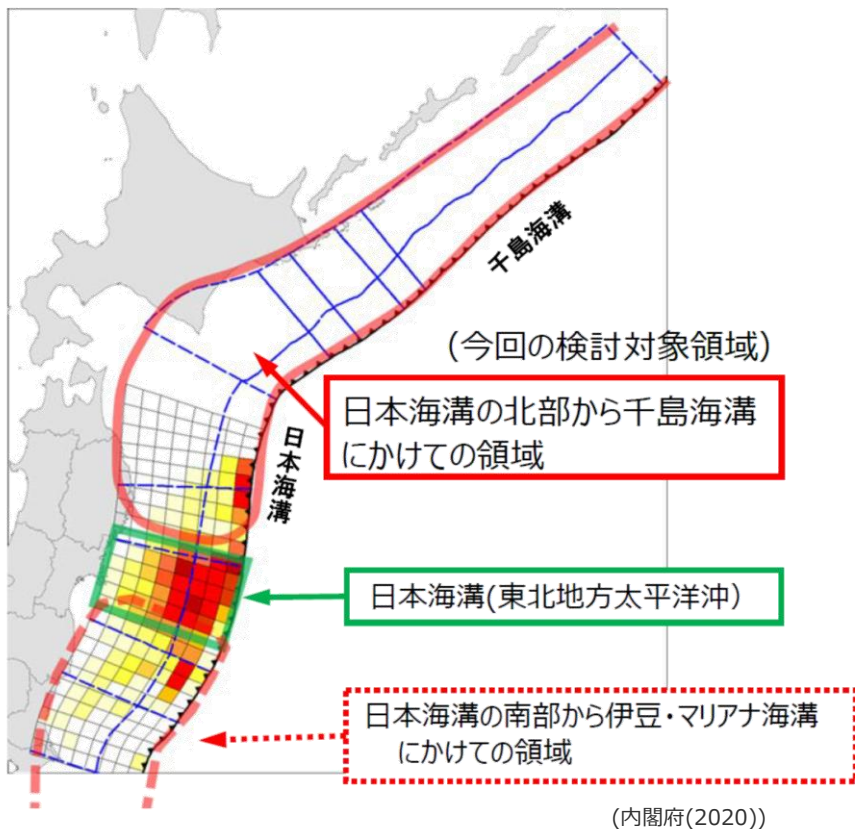 千島海溝
(今回の検討対象領域)
日本海溝の北部から千島海溝
にかけての領域
日本海溝
日本海溝(東北地方太平洋沖)
日本海溝の南部から伊豆・マリアナ海溝
にかけての領域
(内閣府(2020))